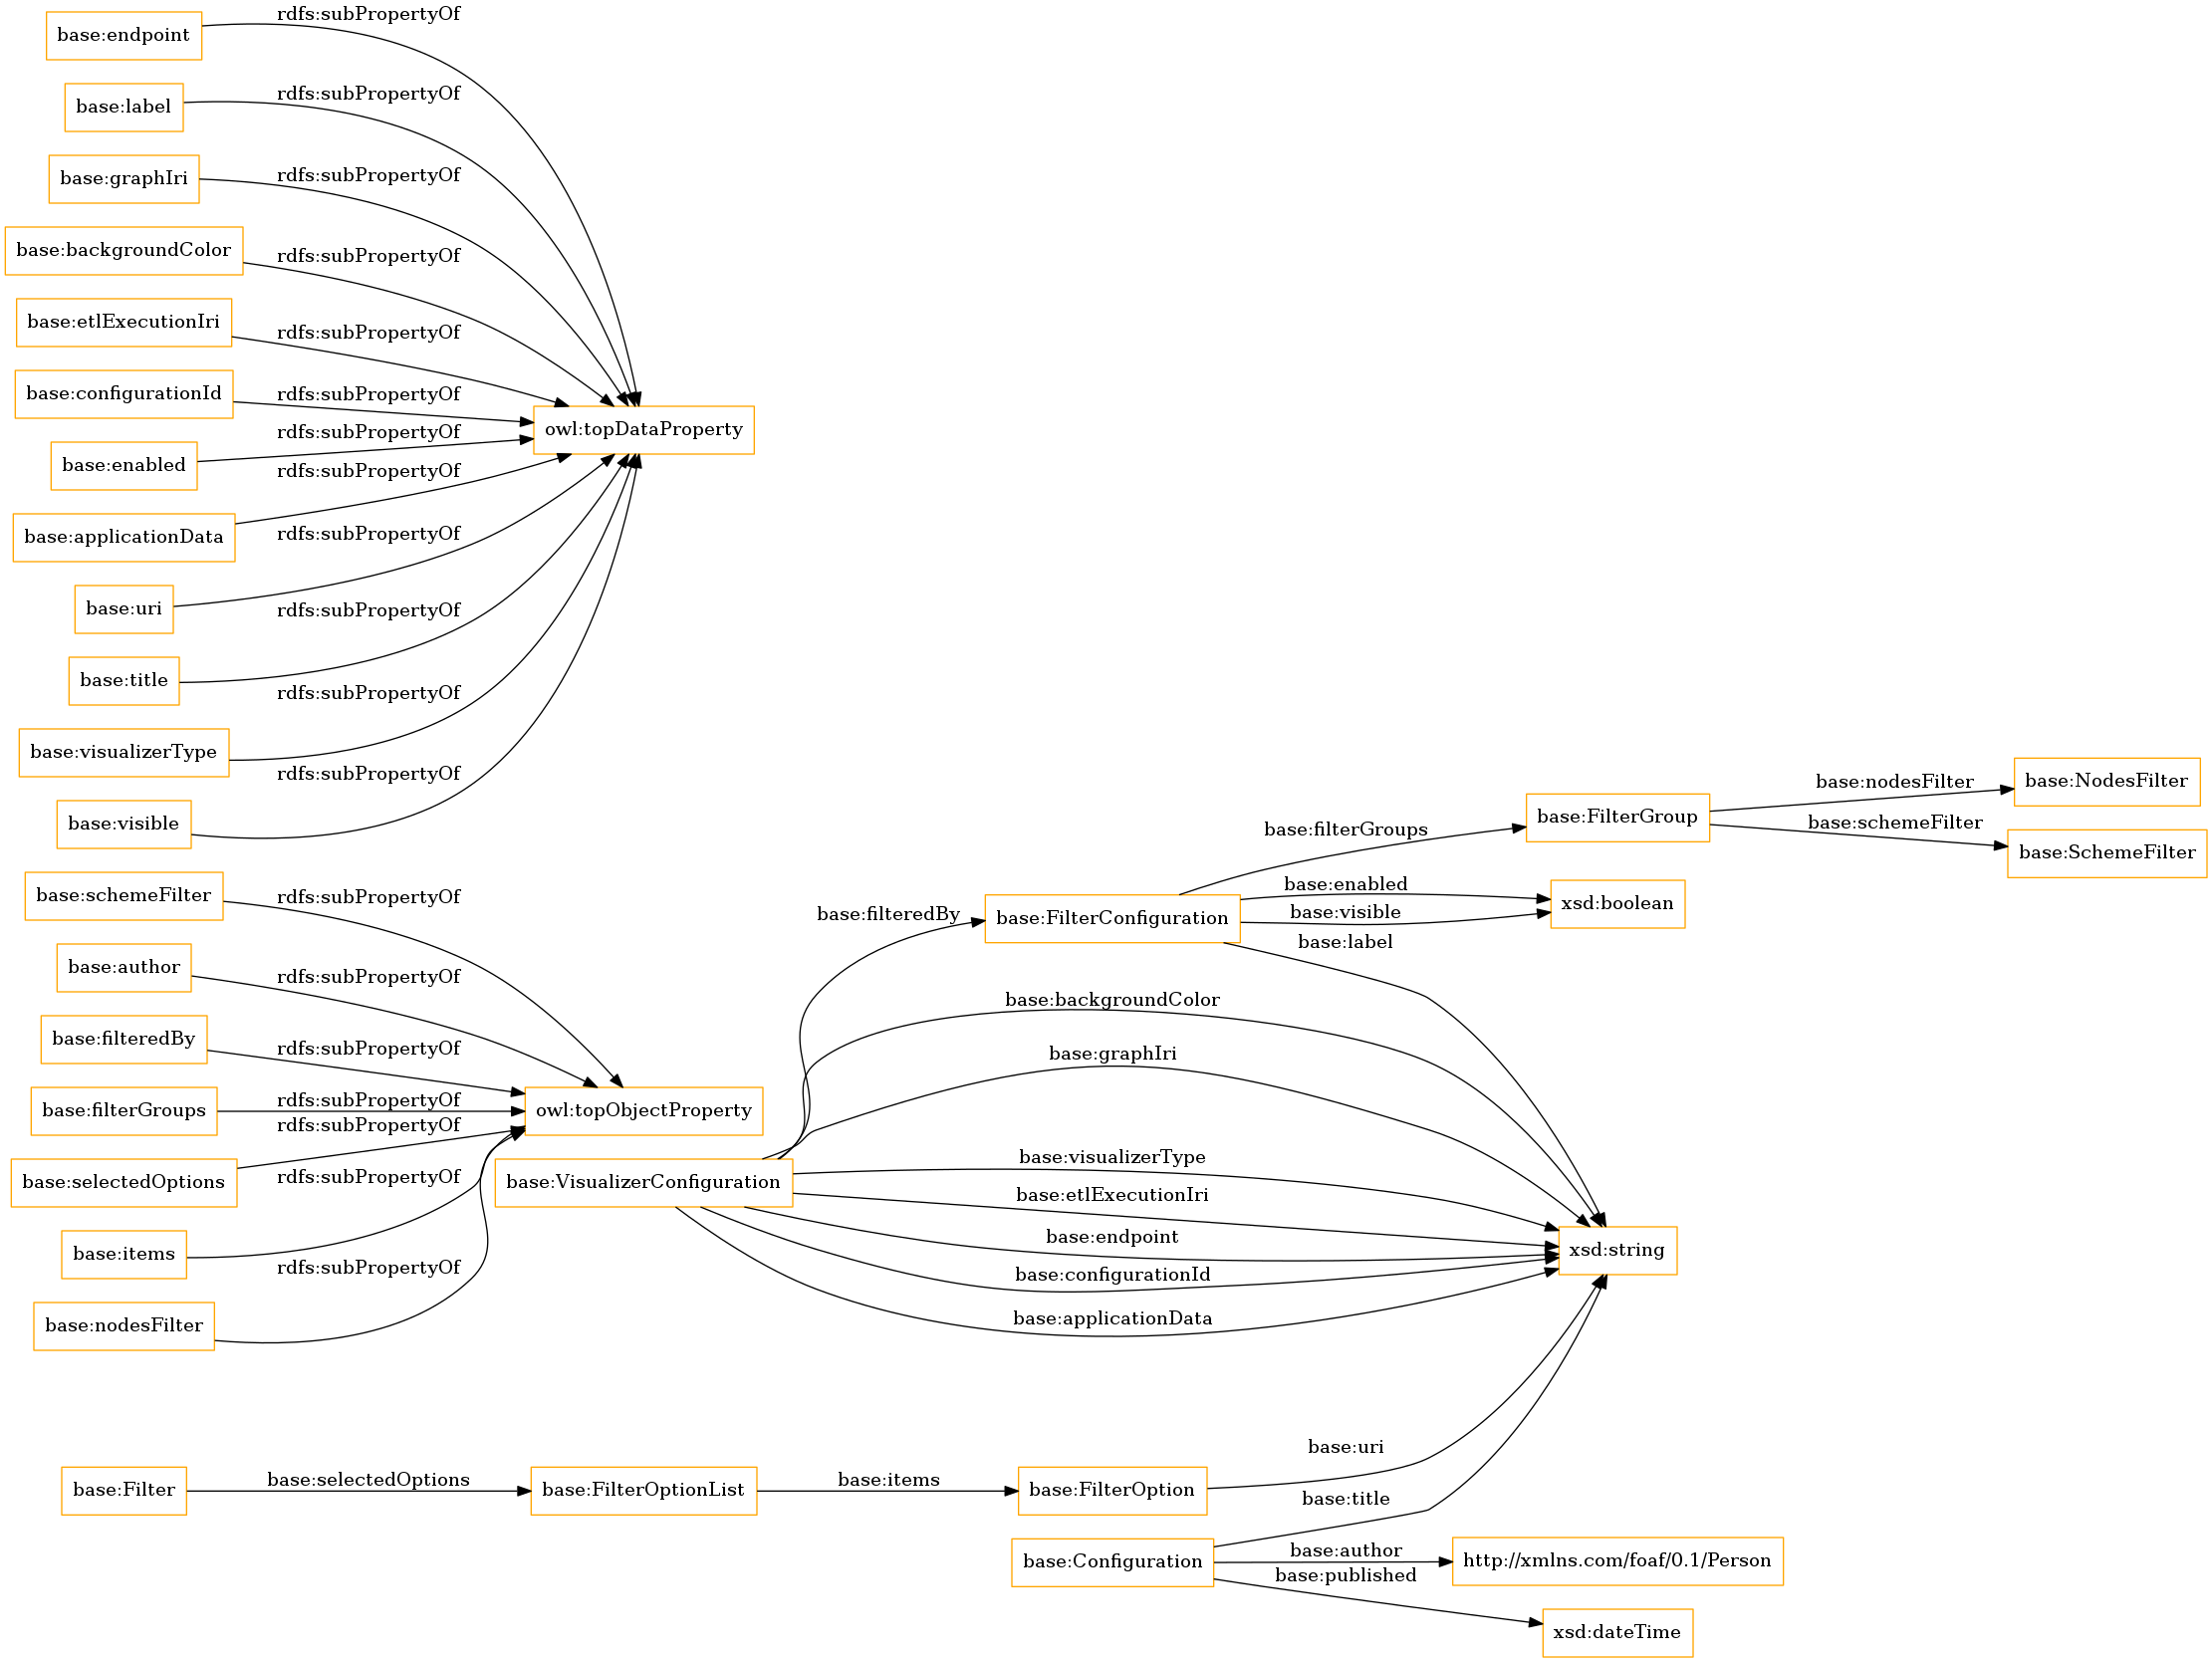 base:endpoint
rdfs:subPropertyOf
base:label
rdfs:subPropertyOf
base:graphIri
rdfs:subPropertyOf
base:backgroundColor
rdfs:subPropertyOf
base:etlExecutionIri
rdfs:subPropertyOf
base:configurationId
rdfs:subPropertyOf
base:enabled
rdfs:subPropertyOf
base:applicationData
rdfs:subPropertyOf
base:uri
rdfs:subPropertyOf
base:title
rdfs:subPropertyOf
base:visualizerType
rdfs:subPropertyOf
base:visible
rdfs:subPropertyOf
owl:topDataProperty
base:schemeFilter
rdfs:subPropertyOf
base:author
rdfs:subPropertyOf
base:filteredBy
rdfs:subPropertyOf
base:filterGroups
rdfs:subPropertyOf
base:selectedOptions
rdfs:subPropertyOf
base:items
rdfs:subPropertyOf
base:nodesFilter
rdfs:subPropertyOf
owl:topObjectProperty
base:VisualizerConfiguration
base:filteredBy
base:FilterConfiguration
base:filterGroups
base:FilterGroup
base:nodesFilter
base:NodesFilter
base:schemeFilter
base:SchemeFilter
base:enabled
base:visible
xsd:boolean
base:label
base:backgroundColor
base:graphIri
base:visualizerType
base:etlExecutionIri
base:endpoint
base:configurationId
base:applicationData
xsd:string
base:Filter
base:selectedOptions
base:FilterOptionList
base:items
base:FilterOption
base:uri
base:title
base:Configuration
base:author
http://xmlns.com/foaf/0.1/Person
base:published
xsd:dateTime